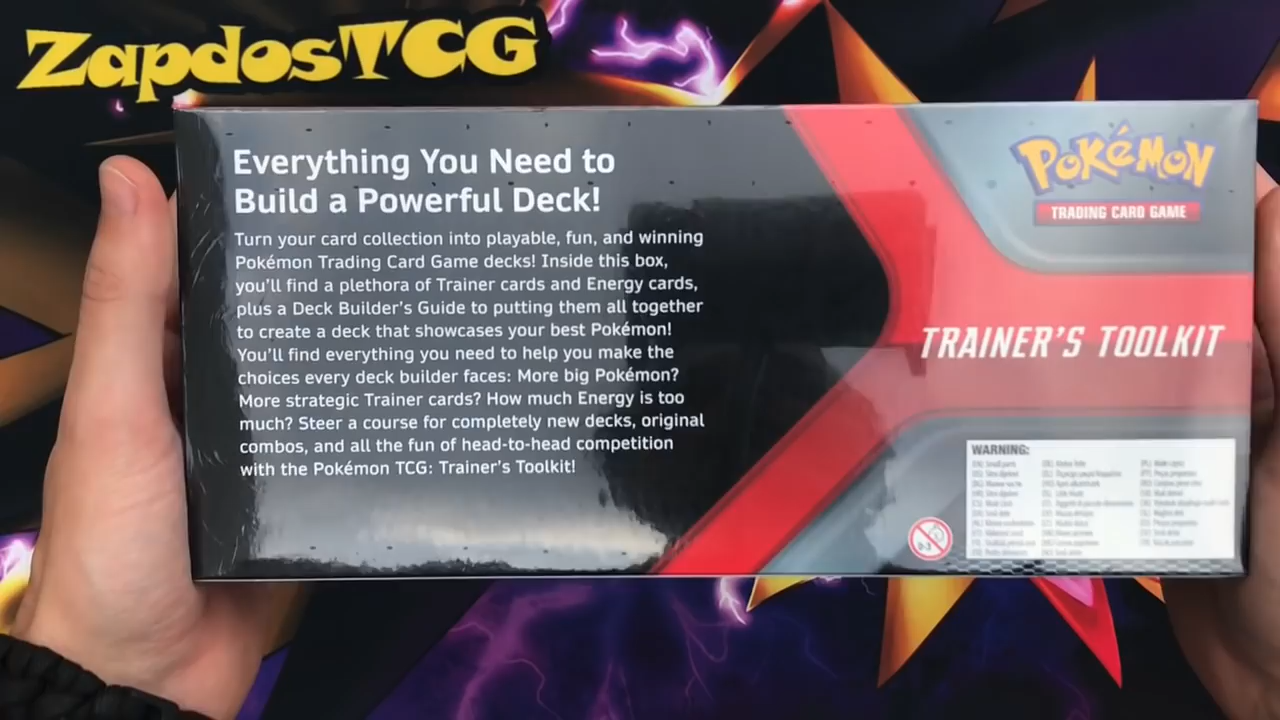 ZapdosTCG
Everything You Need to
Build a Powerful Deck!
Turn your card collection into playable, fun, and winning
Pokémon Trading Card Game decks! Inside this box,
you'll find a plethora of Trainer cards and Energy cards,
plus a Deck Builder's Guide to putting them all together
to create a deck that showcases your best Pokémon!
You'll find everything you need to help you make the
choices every deck builder faces: More big Pokémon?
More strategic Trainer cards? How much Energy is too
much? Steer a course for completely new decks, original
combos, and all the fun of head-to-head competition
with the Pokémon TCG: Trainer's Toolkit!
POKéMON
TRADING CARD GAME
TRAINER'S TOOLKIT
WARNING: